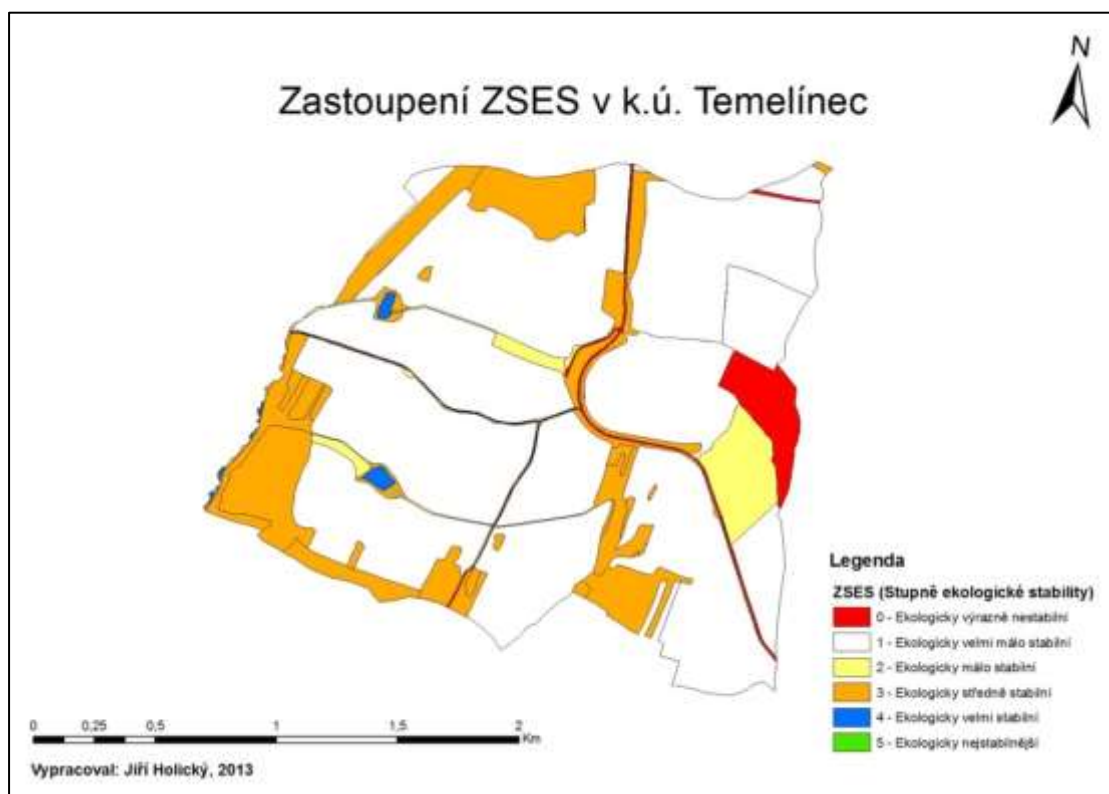 N
Zastoupení ZSES v k.ú. Temelínec
Legenda
ZSES (Stupně ekologické stability)
0 - Ekologicky výrazně nestabilní
1 - Ekologicky velmi málo stabilní
2 - Ekologicky málo stabilní
3 - Ekologicky středně stabilní
4 - Ekologicky velmi stabilní
5 - Ekologicky nejstabilnější
0 0,25 0,5 1 1,5 2
Km
Vypracoval: Jiří Holický, 2013